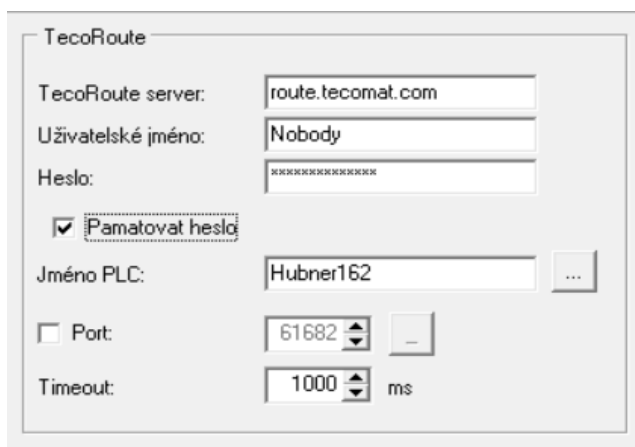 TecoRoute
TecoRoute server: route.tecomat.com
Uživatelské jméno: Nobody
Heslo: **************
Pamatovat heslo
Jméno PLC: Hubner162 ...
Port: 61682 _
Timeout: 1000 ms